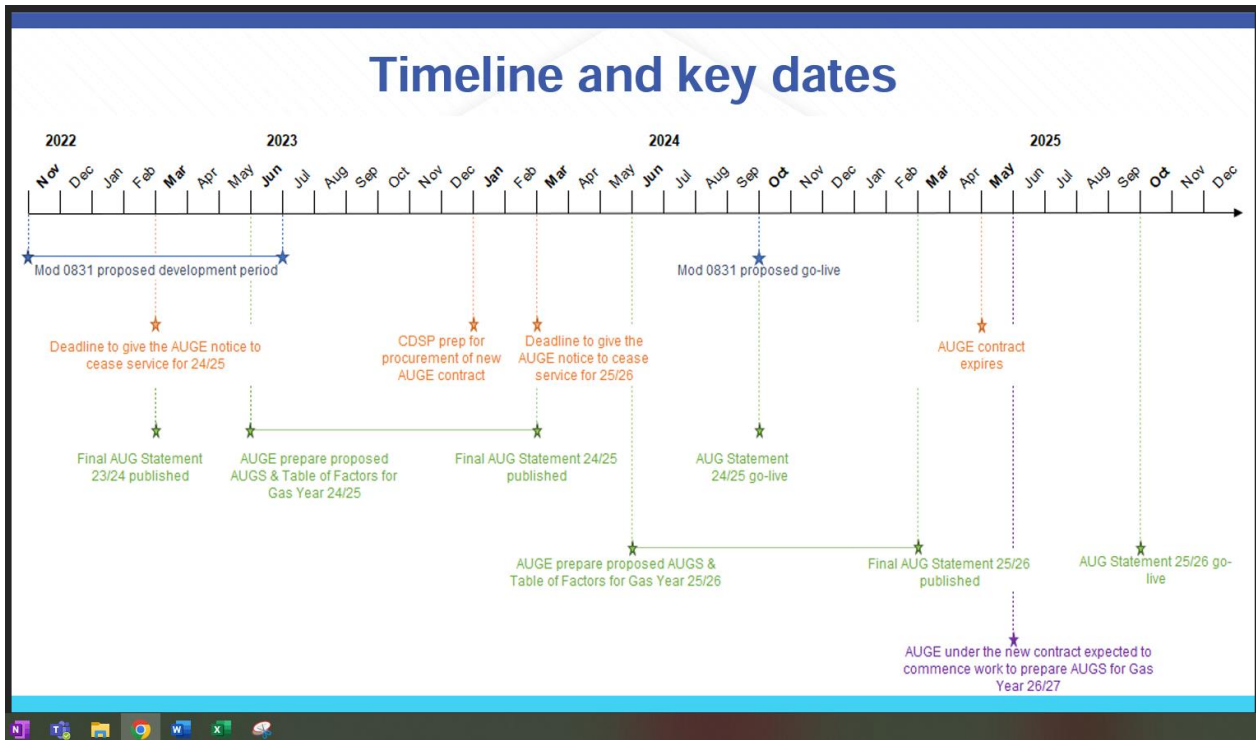 Timeline and key dates
2022 2023 2024 2025
Nov Dec Jan Feb Mar Apr May Jun Jul Aug Sep Oct Nov Dec Jan Feb Mar Apr May Jun Jul Aug Sep Oct Nov Dec Jan Feb Mar Apr May Jun Jul Aug Sep Oct Nov Dec
Mod 0831 proposed development period
Mod 0831 proposed go-live
Deadline to give the AUGE notice to
cease service for 24/25
CDSP prep for
procurement of new
AUGE contract
Deadline to give the
AUGE notice to cease
service for 25/26
AUGE contract
expires
Final AUG Statement
23/24 published
AUGE prepare proposed
AUGS & Table of Factors for
Gas Year 24/25
Final AUG Statement 24/25
published
AUG Statement
24/25 go-live
AUGE prepare proposed AUGS &
Table of Factors for Gas Year 25/26
Final AUG Statement 25/26
published
AUG Statement 25/26 go-
live
AUGE under the new contract expected to
commence work to prepare AUGS for Gas
Year 26/27
N T W X